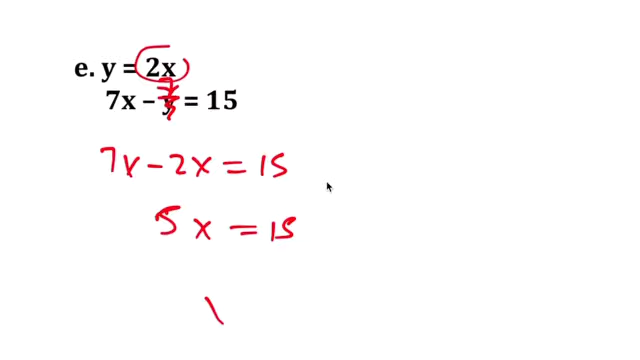 e. y = 2x
7x – y = 15
7x - 2x = 15
5x = 15